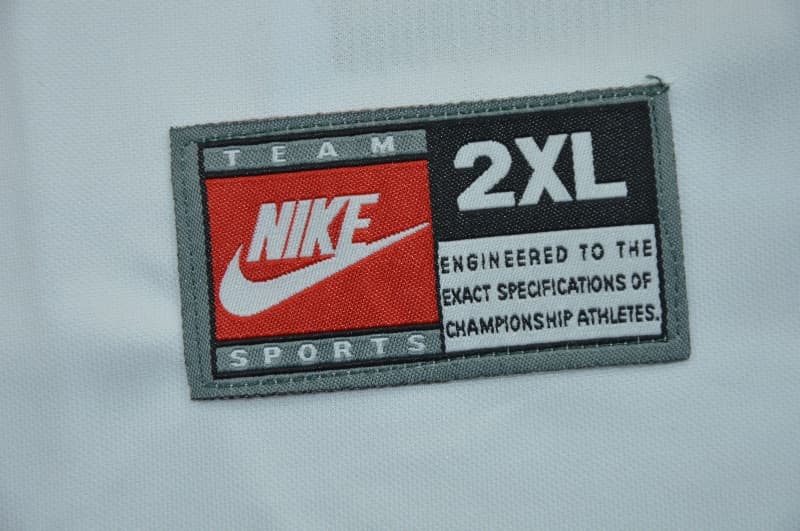 TEAM
NIKE
SPORTS
2XL
ENGINEERED TO THE
EXACT SPECIFICATIONS OF
CHAMPIONSHIP ATHLETES.